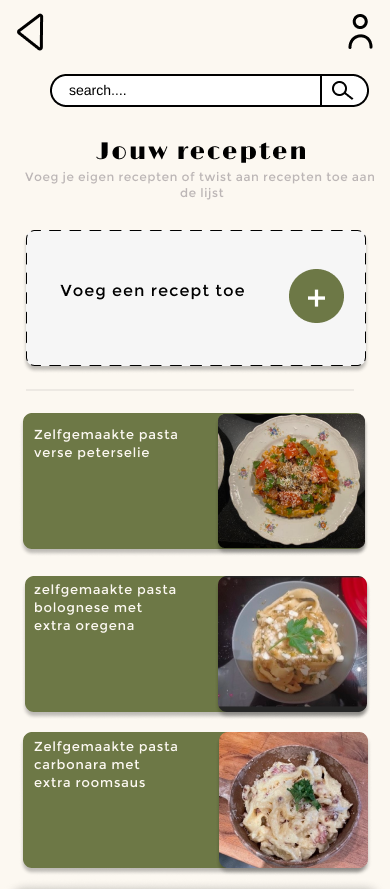 search....
Jouw recepten
Voeg je eigen recepten of twist aan recepten toe aan
de lijst
Voeg een recept toe
Zelfgemaakte pasta
verse peterselie
zelfgemaakte pasta
bolognese met
extra oregena
Zelfgemaakte pasta
carbonara met
extra roomsaus